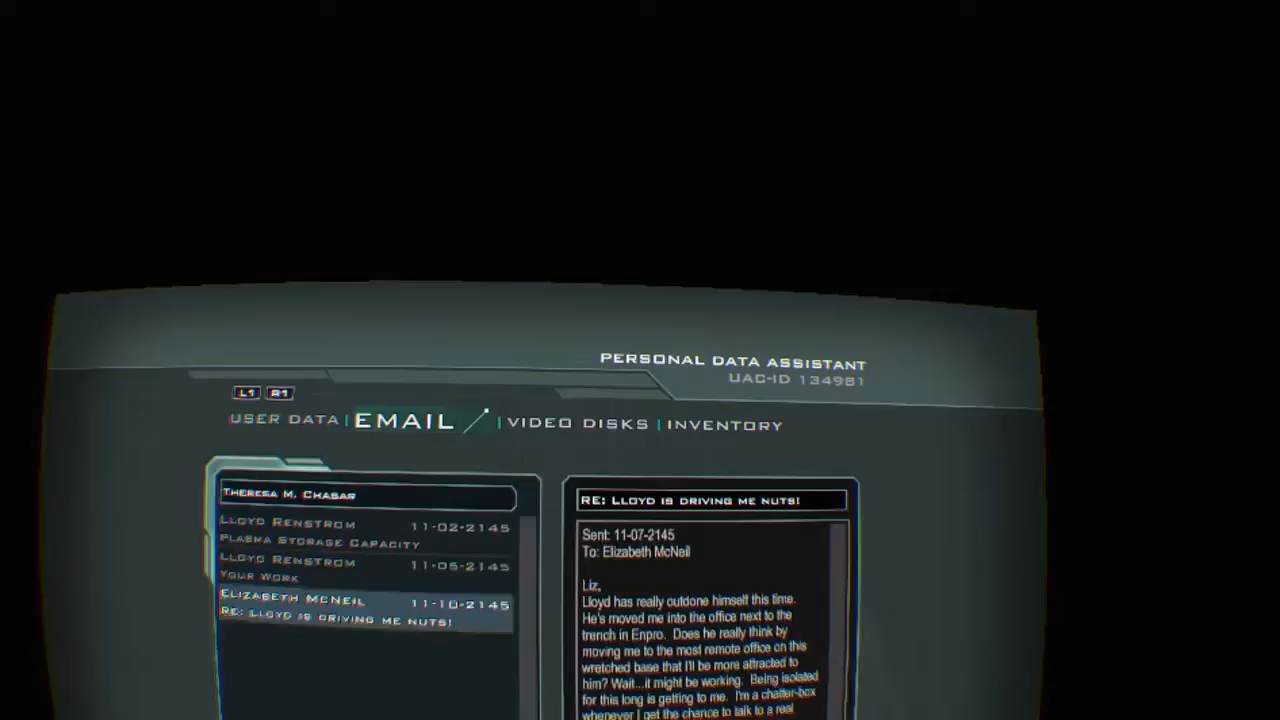 PERSONAL DATA ASSISTANT
UAC-ID 134981
L1 R1
USER DATA | EMAIL | VIDEO DISKS | INVENTORY
THERESA M. CHASAR
LLOYD RENSTROM 11-02-2145
PLASMA STORAGE CAPACITY
LLOYD RENSTROM 11-05-2145
YOUR WORK
ELIZABETH MCNEIL 11-10-2145
RE: LLOYD IS DRIVING ME NUTS!
RE: LLOYD IS DRIVING ME NUTS!
Sent: 11-07-2145
To: Elizabeth McNeil
Liz,
Lloyd has really outdone himself this time.
He's moved me into the office next to the
trench in Enpro. Does he really think by
moving me to the most remote office on this
wretched base that I'll be more attracted to
him? Wait...it might be working. Being isolated
for this long is getting to me. I'm a chatter-box
whenever I get the chance to talk to a real